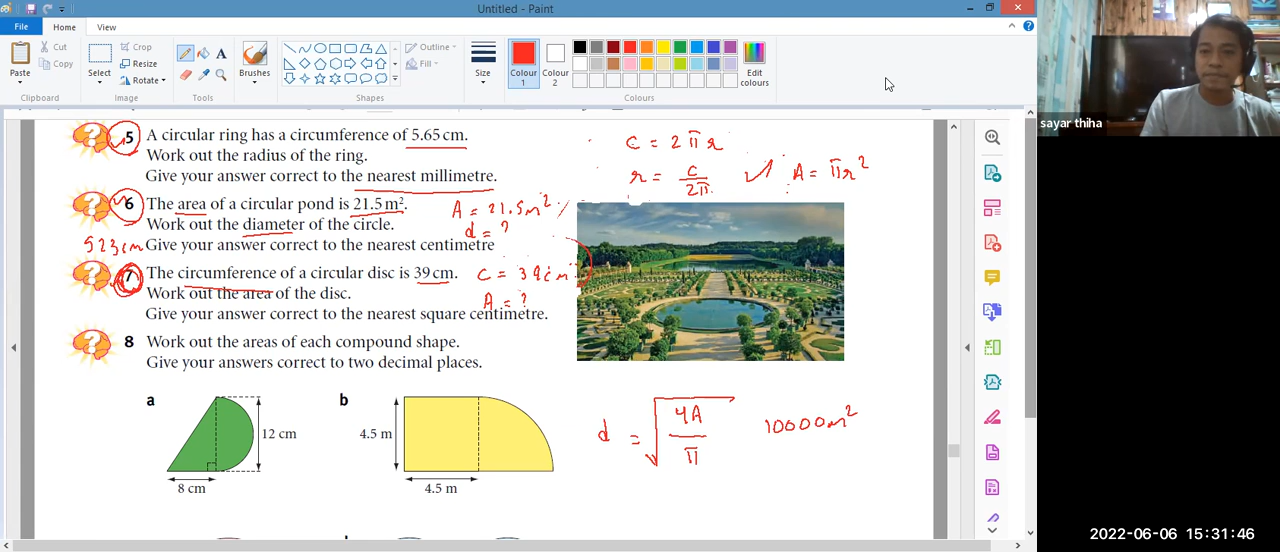 Untitled - Paint
File
Home
View
Paste
Cut
Copy
Clipboard
Select
Crop
Resize
Rotate
Image
A
Tools
Brushes
Outline
Fill
Shapes
Size
Colour 1
Colour 2
Edit colours
Colours
sayar thiha
5 A circular ring has a circumference of 5.65 cm.
Work out the radius of the ring.
Give your answer correct to the nearest millimetre.
C = 2πr
r = C/2π
A = πr²
6 The area of a circular pond is 21.5 m².
Work out the diameter of the circle.
Give your answer correct to the nearest centimetre
A = 21.5m²
d = ?
523cm
7 The circumference of a circular disc is 39 cm.
Work out the area of the disc.
Give your answer correct to the nearest square centimetre.
C = 39cm
A = ?
8 Work out the areas of each compound shape.
Give your answers correct to two decimal places.
a
12 cm
8 cm
b
4.5 m
4.5 m
d = √4A/π
10000m²
2022-06-06 15:31:46